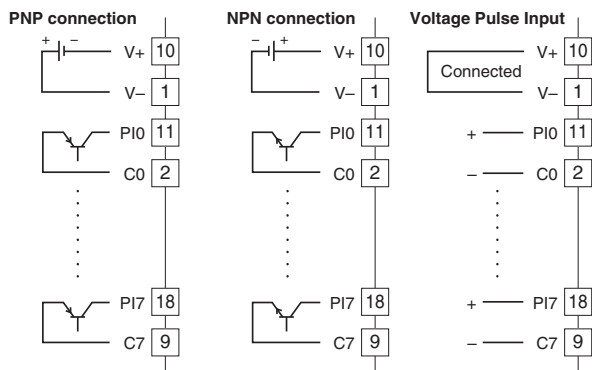 PNP connection
+ −
V+ 10
V− 1
PI0 11
C0 2
PI7 18
C7 9
NPN connection
− +
V+ 10
V− 1
PI0 11
C0 2
PI7 18
C7 9
Voltage Pulse Input
V+ 10
Connected
V− 1
+ PI0 11
− C0 2
+ PI7 18
− C7 9